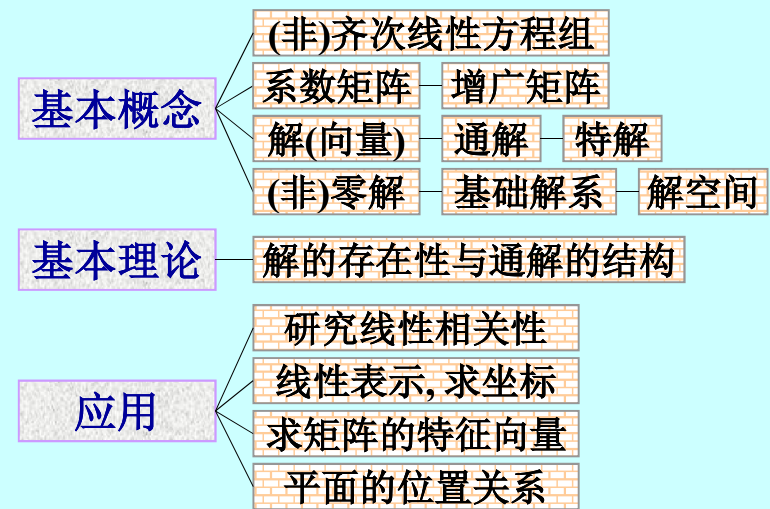 (非)齐次线性方程组
基本概念 系数矩阵 增广矩阵
解(向量) 通解 特解
(非)零解 基础解系 解空间
基本理论 解的存在性与通解的结构
研究线性相关性
线性表示, 求坐标
应用
求矩阵的特征向量
平面的位置关系